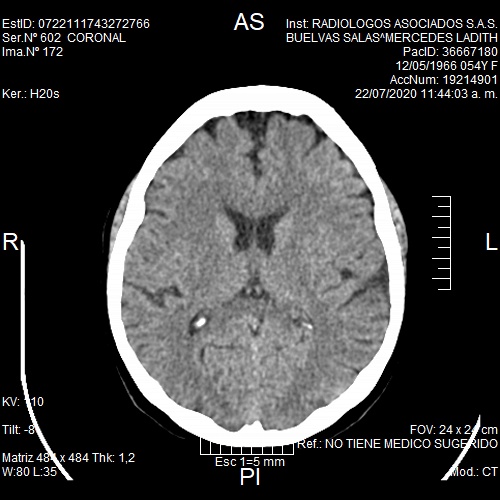 EstID: 0722111743272766
Ser.Nº 602 CORONAL
Ima.Nº 172
Ker.: H20s
AS
Inst: RADIOLOGOS ASOCIADOS S.A.S.
BUELVAS SALAS^MERCEDES LADITH
PacID: 36667180
12/05/1966 054Y F
AccNum: 19214901
22/07/2020 11:44:03 a. m.
R
L
KV: 110
Tilt: -8
Matriz 484 x 484 Thk: 1,2
W:80 L:35
Esc 1=5 mm
PI
FOV: 24 x 24 cm
Ref.: NO TIENE MEDICO SUGERIDO
Mod.: CT